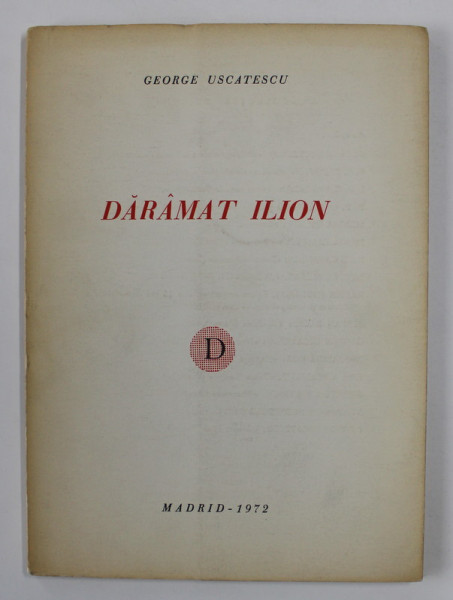 GEORGE USCATESCU
DĂRÂMAT ILION
D
MADRID-1972